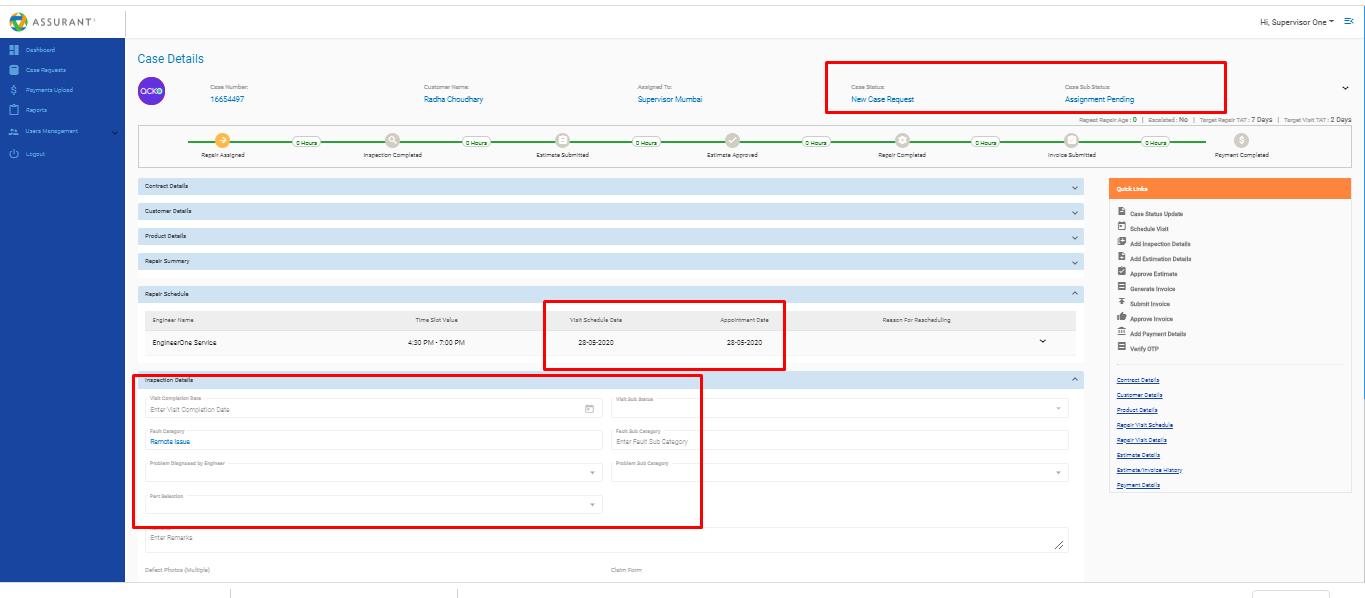 ASSURANT
Hi, Supervisor One
Dashboard
Case Requests
Payments Upload
Reports
Users Management
Logout
Case Details
ACKO
Case Number:
16654497
Customer Name:
Radha Choudhary
Assigned To:
Supervisor Mumbai
Case Status:
New Case Request
Case Sub Status:
Assignment Pending
Repeat Repair Age : 0 | Escalated : No | Target Repair TAT : 7 Days | Target Visit TAT : 2 Days
0 Hours 0 Hours 0 Hours 0 Hours 0 Hours 0 Hours
Repair Assigned Inspection Completed Estimate Submitted Estimate Approved Repair Completed Invoice Submitted Payment Completed
Contract Details
Customer Details
Product Details
Repair Summary
Repair Schedule
Engineer Name Time Slot Value Visit Schedule Date Appointment Date Reason For Rescheduling
EngineerOne Service 4:30 PM - 7:00 PM 28-05-2020 28-05-2020
Inspection Details
Visit Completion Date
Enter Visit Completion Date
Visit Sub Status
Fault Category
Remote Issue
Fault Sub Category
Enter Fault Sub Category
Problem Diagnosed by Engineer
Problem Sub Category
Part Selection
Enter Remarks
Defect Photos (Multiple)
Claim Form
Quick Links
Case Status Update
Schedule Visit
Add Inspection Details
Add Estimation Details
Approve Estimate
Generate Invoice
Submit Invoice
Approve Invoice
Add Payment Details
Verify OTP
Contract Details
Customer Details
Product Details
Repair Visit Schedule
Repair Visit Details
Estimate Details
Estimate/Invoice History
Payment Details